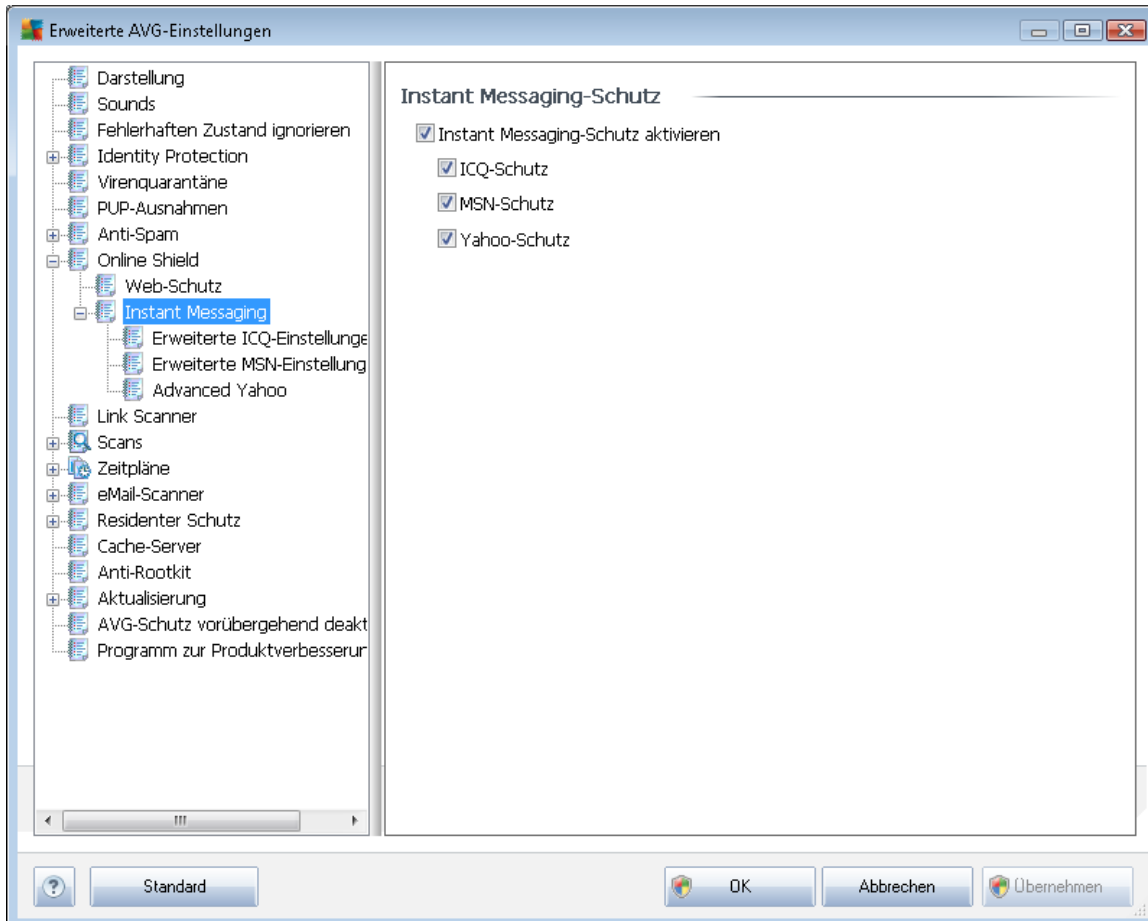 Erweiterte AVG-Einstellungen
Darstellung
Sounds
Fehlerhaften Zustand ignorieren
Identity Protection
Virenquarantäne
PUP-Ausnahmen
Anti-Spam
Online Shield
Web-Schutz
Instant Messaging
Erweiterte ICQ-Einstellunge
Erweiterte MSN-Einstellung
Advanced Yahoo
Link Scanner
Scans
Zeitpläne
eMail-Scanner
Residenter Schutz
Cache-Server
Anti-Rootkit
Aktualisierung
AVG-Schutz vorübergehend deakt
Programm zur Produktverbesserur
Instant Messaging-Schutz
Instant Messaging-Schutz aktivieren
ICQ-Schutz
MSN-Schutz
Yahoo-Schutz
? Standard OK Abbrechen Übernehmen